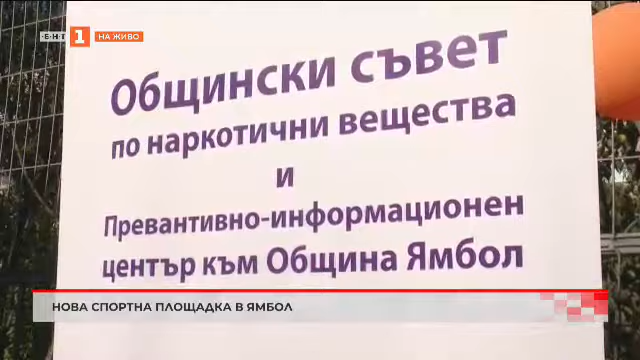 БНТ 1 НА ЖИВО
Общински съвет
по наркотични вещества
и
Превантивно-информационен
център към Община Ямбол
НОВА СПОРТНА ПЛОЩАДКА В ЯМБОЛ